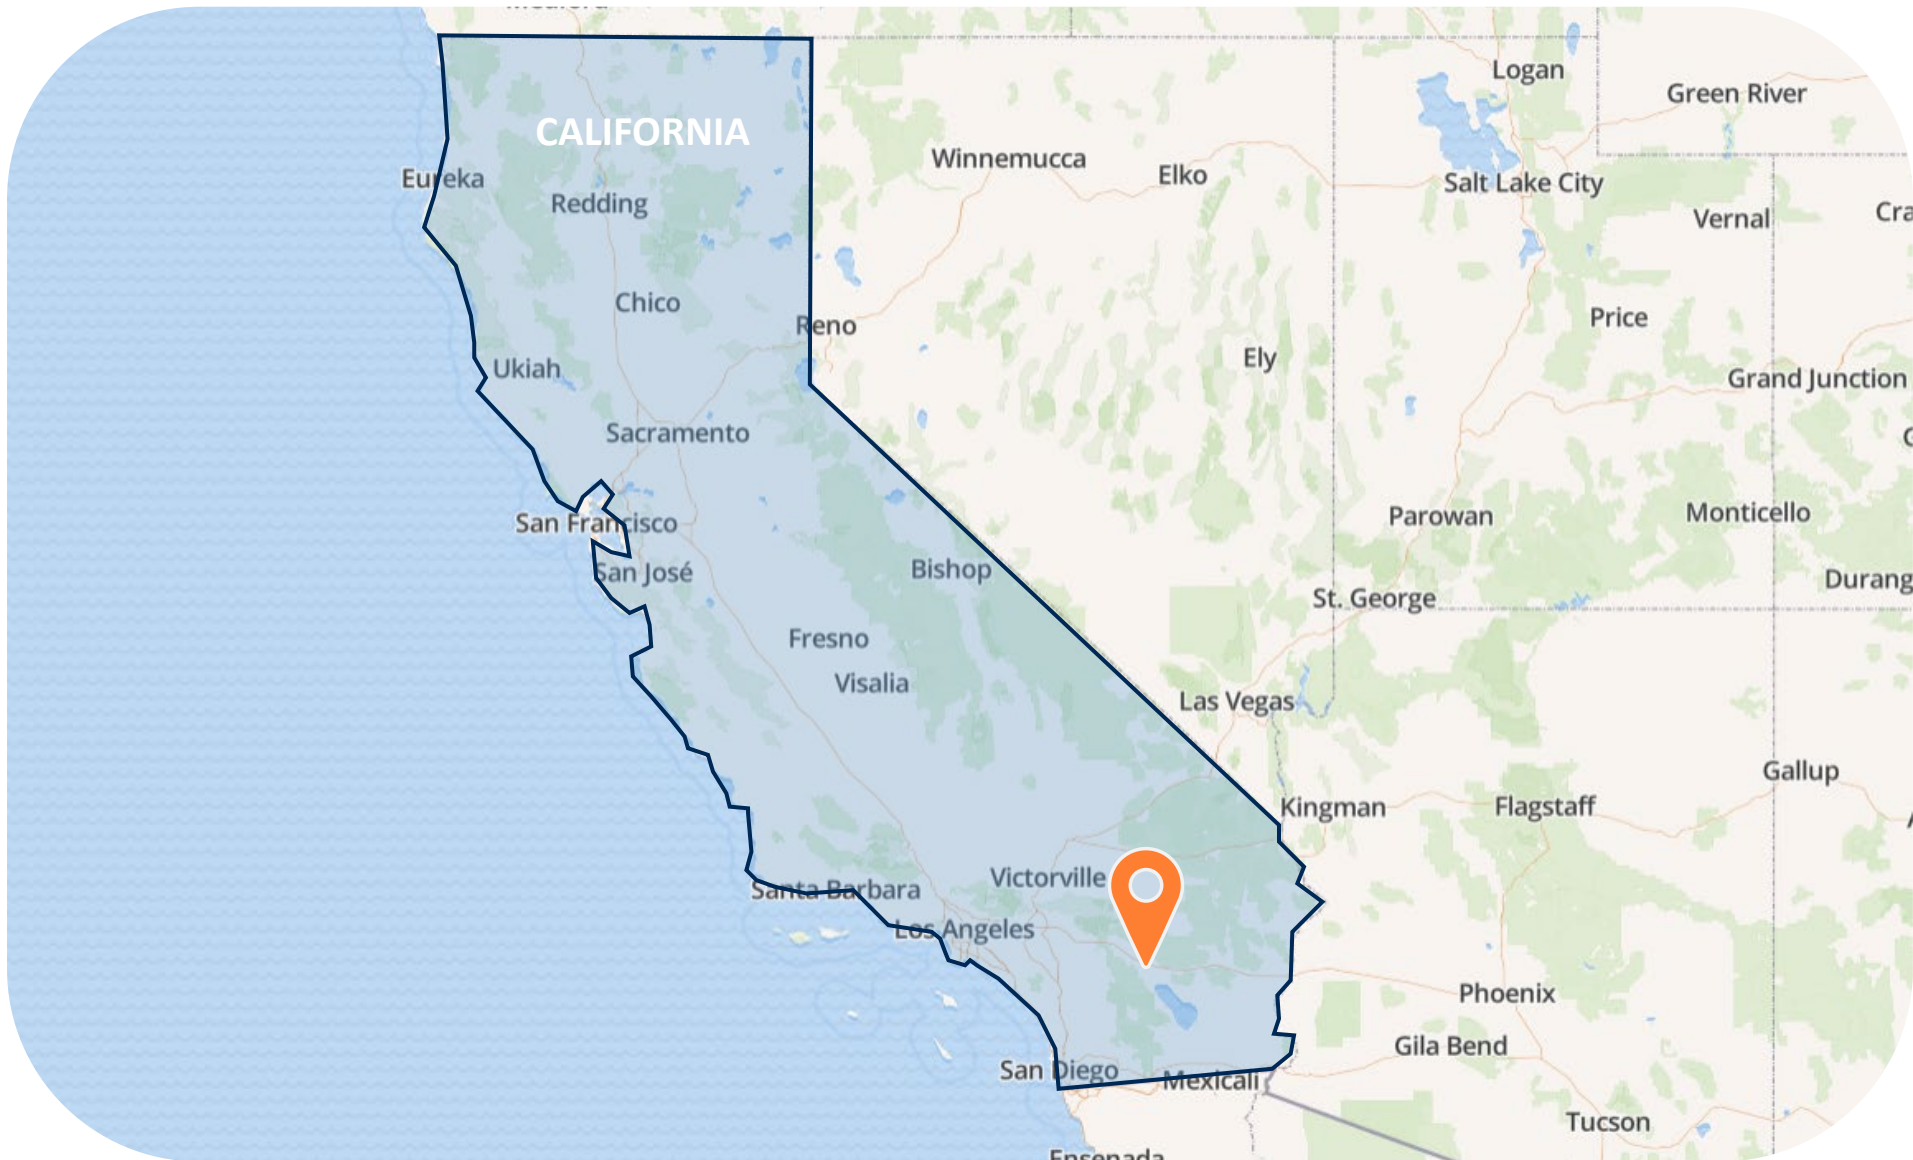 CALIFORNIA
Logan
Green River
Winnemucca
Elko
Salt Lake City
Eureka
Redding
Vernal
Cra
Chico
Reno
Price
Ely
Ukiah
Grand Junction
Sacramento
Monticello
Parowan
San Francisco
San José
Bishop
Durang
St. George
Fresno
Visalia
Las Vegas
Gallup
Kingman
Flagstaff
Victorville
Santa Barbara
Los Angeles
Phoenix
Gila Bend
San Diego
Mexicali
Tucson
Ensenada